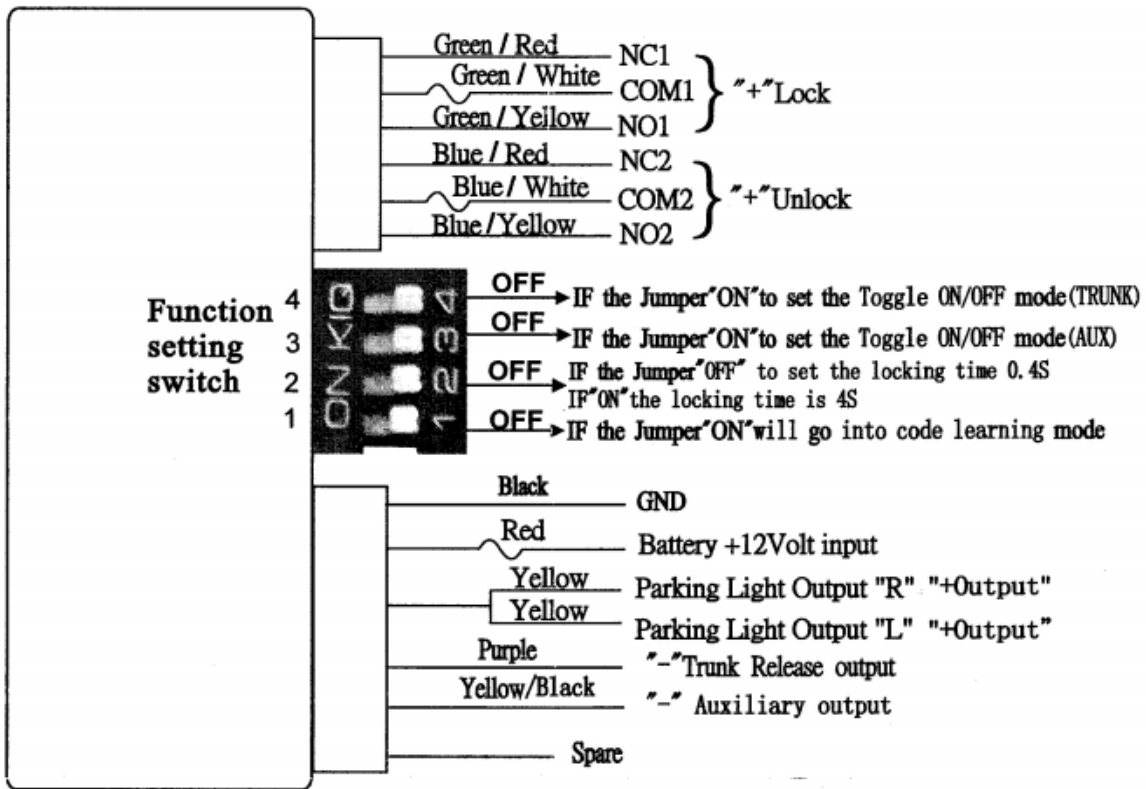 Green / Red NC1
Green / White COM1
"+"Lock
Green / Yellow NO1
Blue / Red NC2
Blue / White COM2
"+"Unlock
Blue / Yellow NO2
Function setting switch
4
3
2
1
ON KIQ
4
3
2
1
OFF IF the Jumper"ON"to set the Toggle ON/OFF mode(TRUNK)
OFF IF the Jumper"ON"to set the Toggle ON/OFF mode(AUX)
OFF IF the Jumper"OFF" to set the locking time 0.4S
IF"ON"the locking time is 4S
OFF IF the Jumper"ON"will go into code learning mode
Black GND
Red Battery +12Volt input
Yellow Parking Light Output "R" "+Output"
Yellow Parking Light Output "L" "+Output"
Purple "-"Trunk Release output
Yellow/Black "-" Auxiliary output
Spare